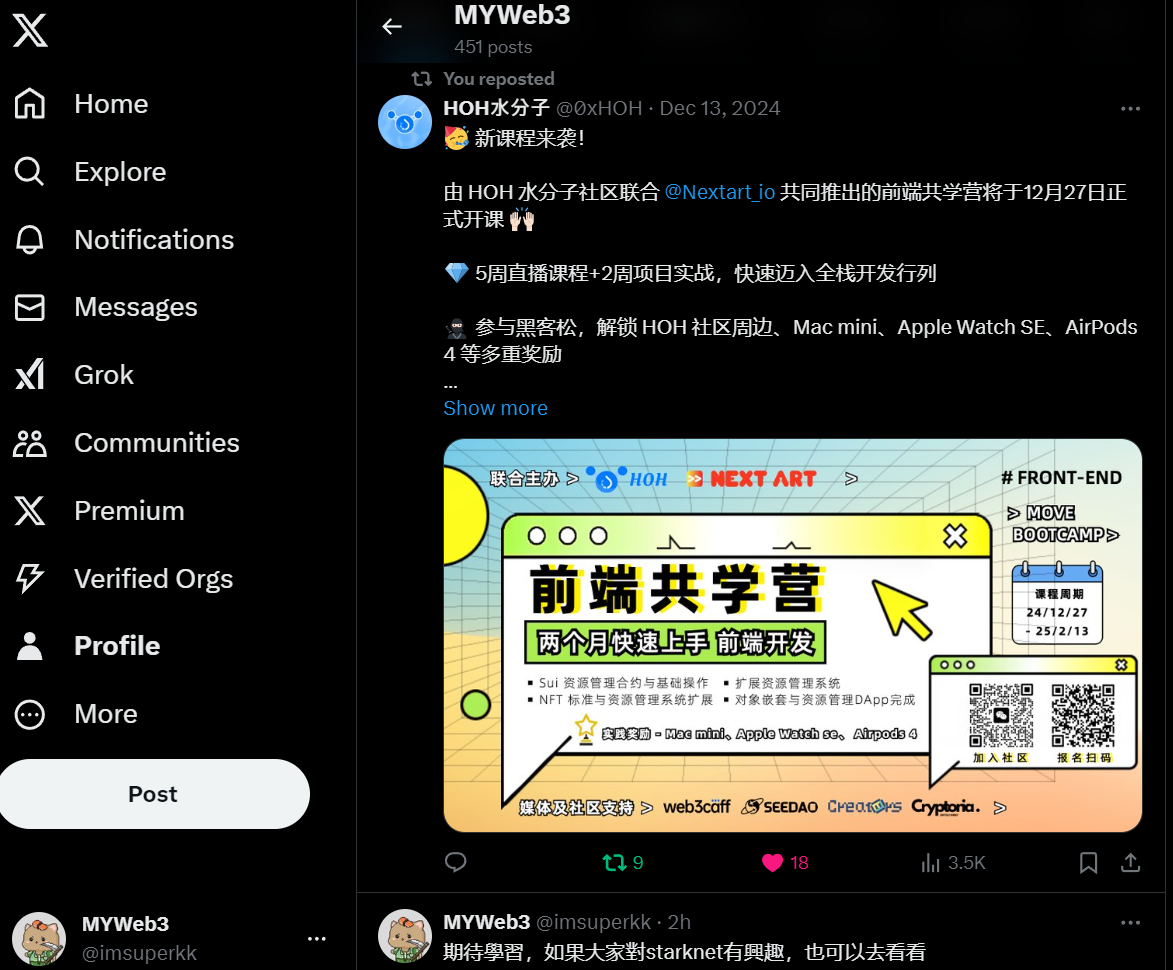 MYWeb3
451 posts
Home
Explore
Notifications
Messages
Grok
Communities
Premium
Verified Orgs
Profile
More
Post
MYWeb3
@imsuperkk
You reposted
HOH水分子 @0xHOH · Dec 13, 2024
🥳 新课程来袭！
由 HOH 水分子社区联合 @Nextart_io 共同推出的前端共学营将于12月27日正
式开课 🙌🏻
💎 5周直播课程+2周项目实战，快速迈入全栈开发行列
🥷 参与黑客松，解锁 HOH 社区周边、Mac mini、Apple Watch SE、AirPods
4 等多重奖励
...
Show more
联合主办 > HOH NEXT ART >
# FRONT-END
> MOVE
BOOTCAMP >
前端共学营
两个月快速上手 前端开发
▪ Sui 资源管理合约与基础操作 ▪ 扩展资源管理系统
▪ NFT 标准与资源管理系统扩展 ▪ 对象嵌套与资源管理DApp完成
实践奖励 - Mac mini、Apple Watch se、Airpods 4
课程周期
24/12/27
- 25/2/13
加入社区 报名扫码
媒体及社区支持 > web3caff SEEDAO Creators Cryptoria. >
9 18 3.5K
MYWeb3 @imsuperkk · 2h
期待學習，如果大家對starknet有興趣，也可以去看看